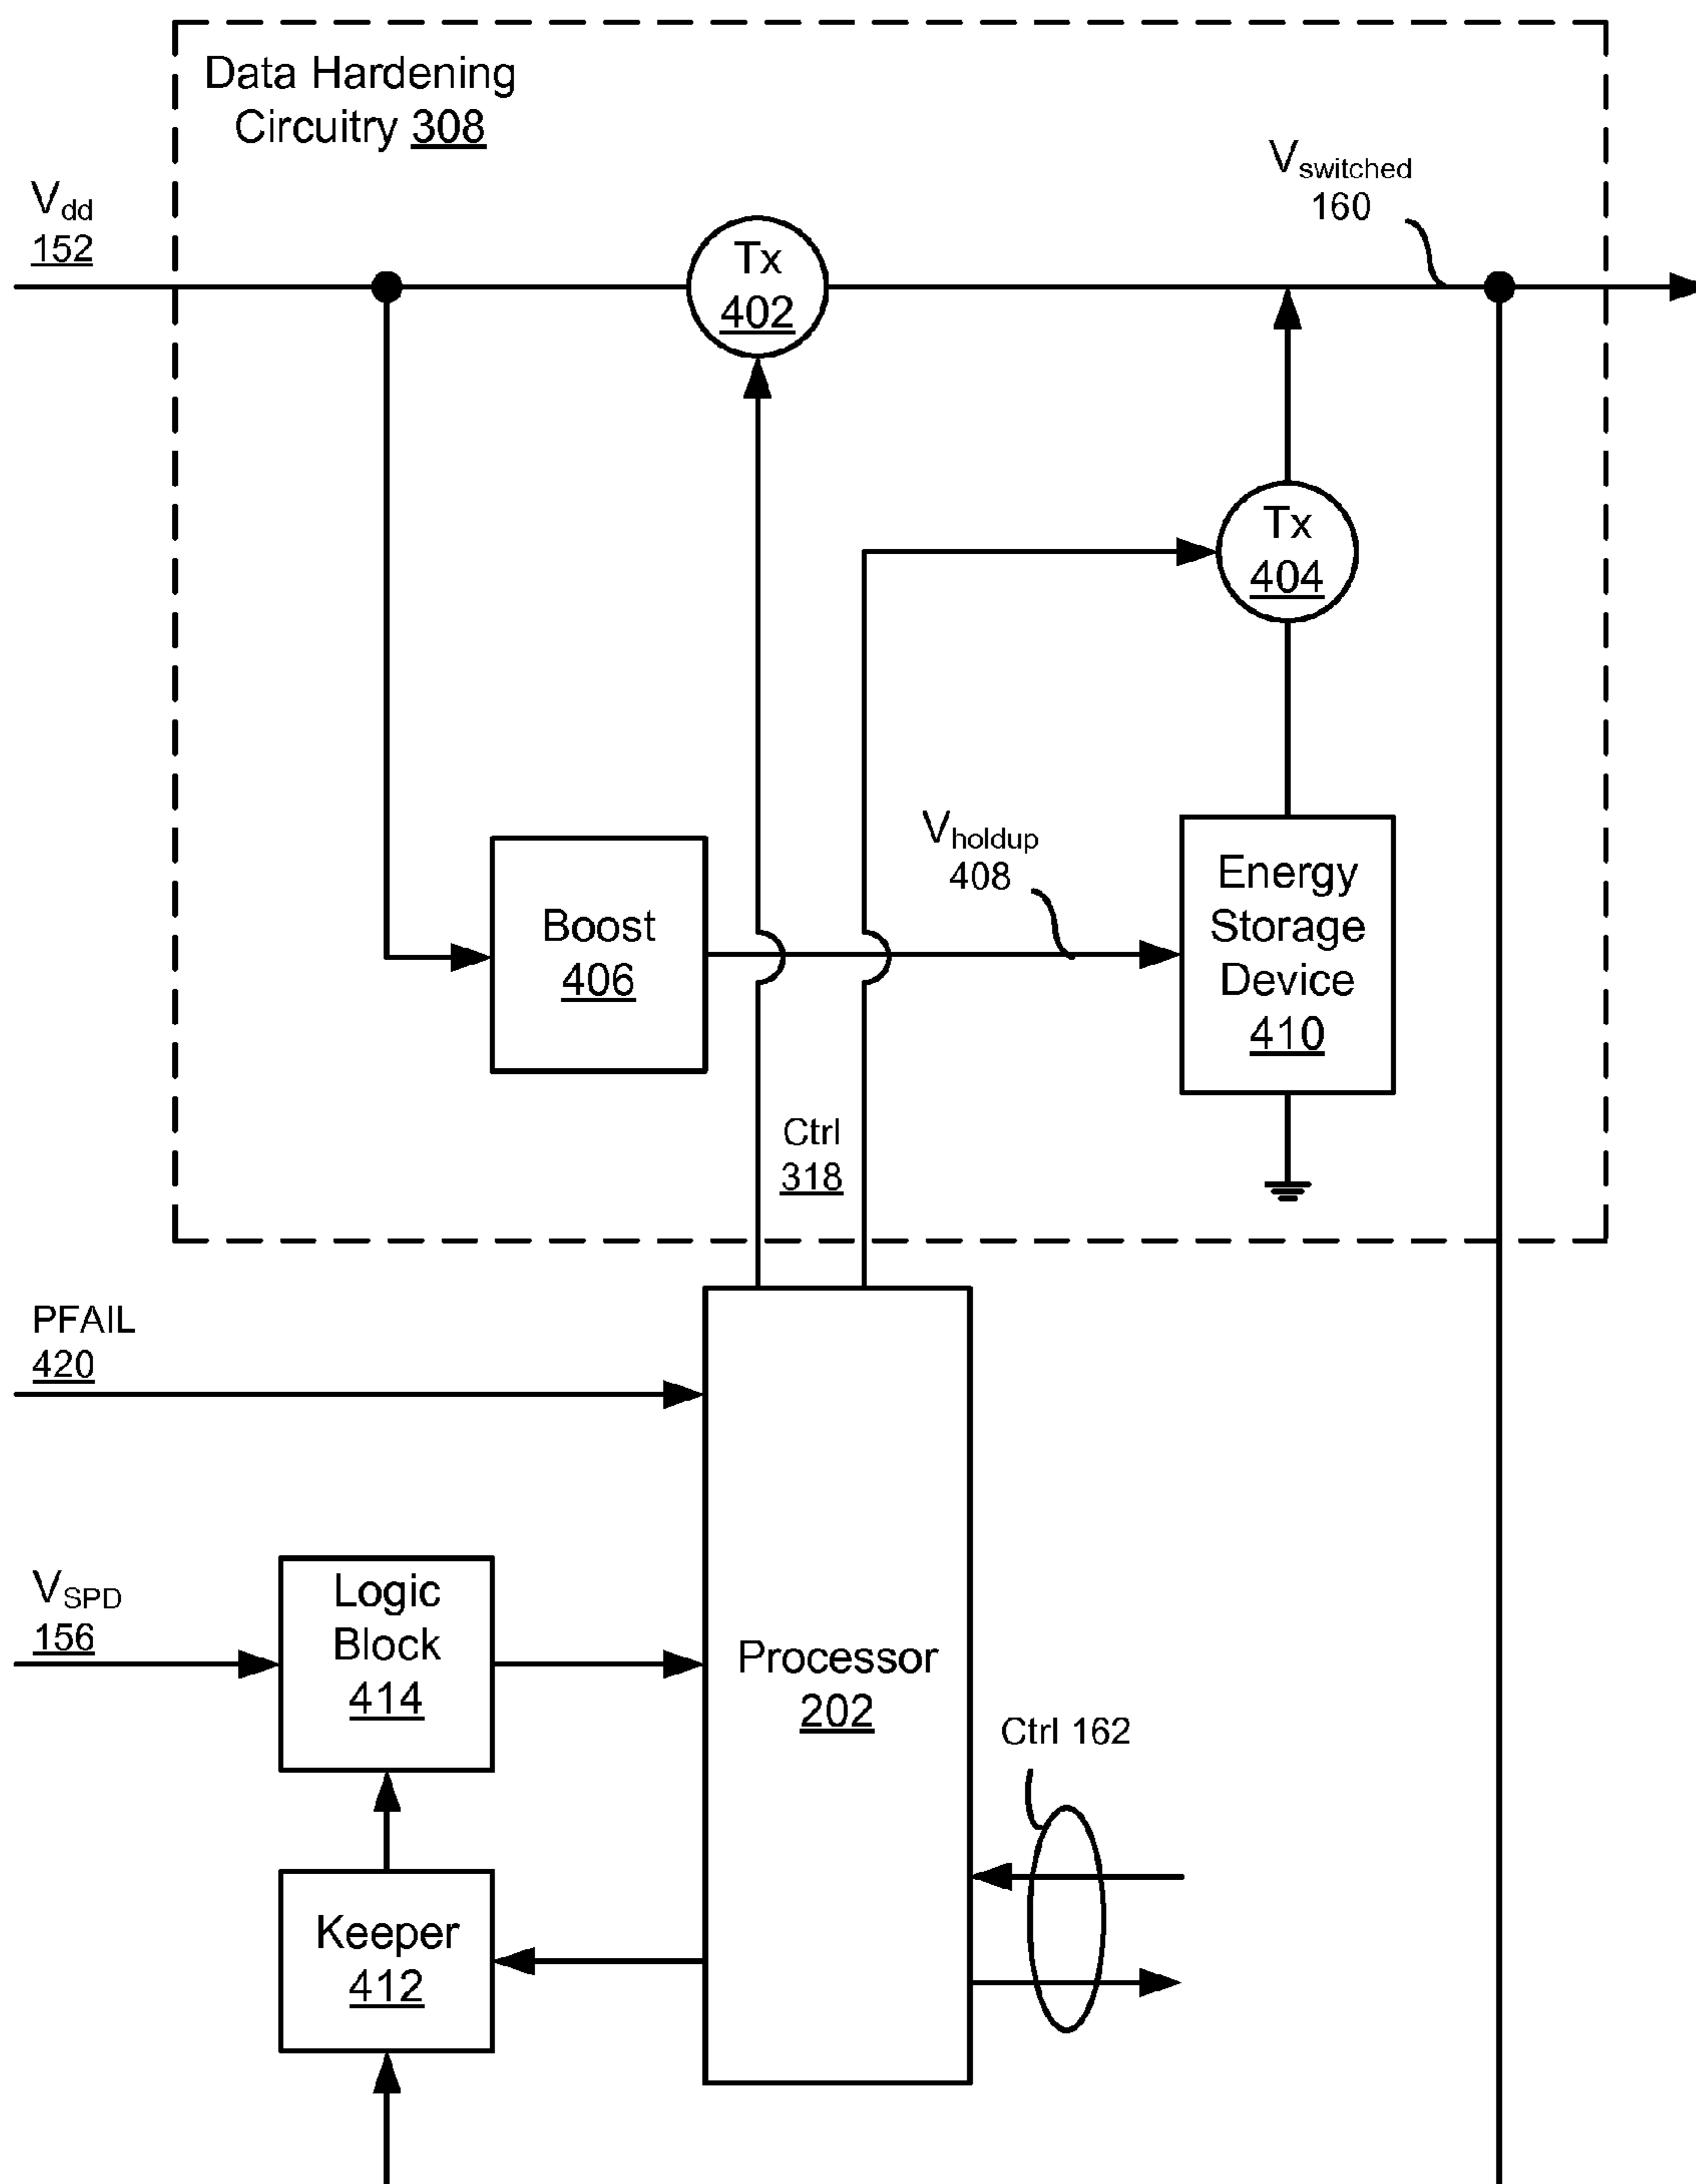 Data Hardening
Circuitry 308
Vdd
152
Vswitched
160
Tx
402
Tx
404
Vholdup
408
Boost
406
Energy
Storage
Device
410
Ctrl
318
PFAIL
420
VSPD
156
Logic
Block
414
Processor
202
Ctrl 162
Keeper
412